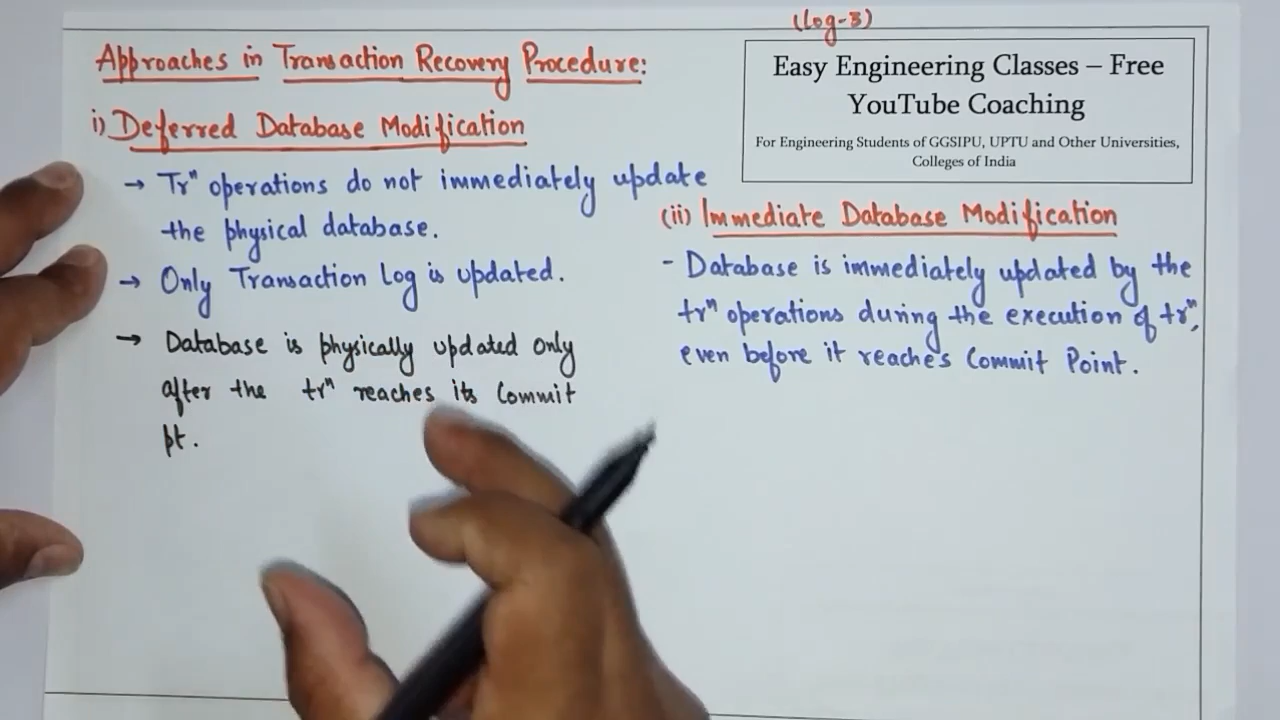 (Log-3)
Approaches in Transaction Recovery Procedure:
Easy Engineering Classes – Free
YouTube Coaching
For Engineering Students of GGSIPU, UPTU and Other Universities,
Colleges of India
i) Deferred Database Modification
→ Trⁿ operations do not immediately update
the physical database.
→ Only Transaction Log is updated.
→ Database is physically updated only
after the trⁿ reaches its Commit
pt.
(ii) Immediate Database Modification
- Database is immediately updated by the
trⁿ operations during the execution of trⁿ,
even before it reaches Commit Point.